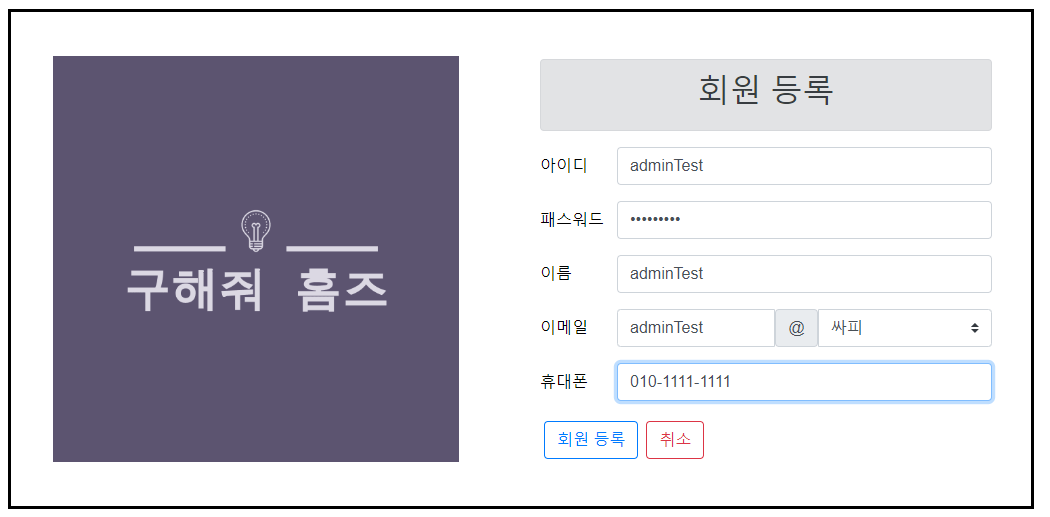 구해줘 홈즈
회원 등록
아이디 adminTest
패스워드 •••••••••
이름 adminTest
이메일 adminTest @ 싸피
휴대폰 010-1111-1111
회원 등록 취소